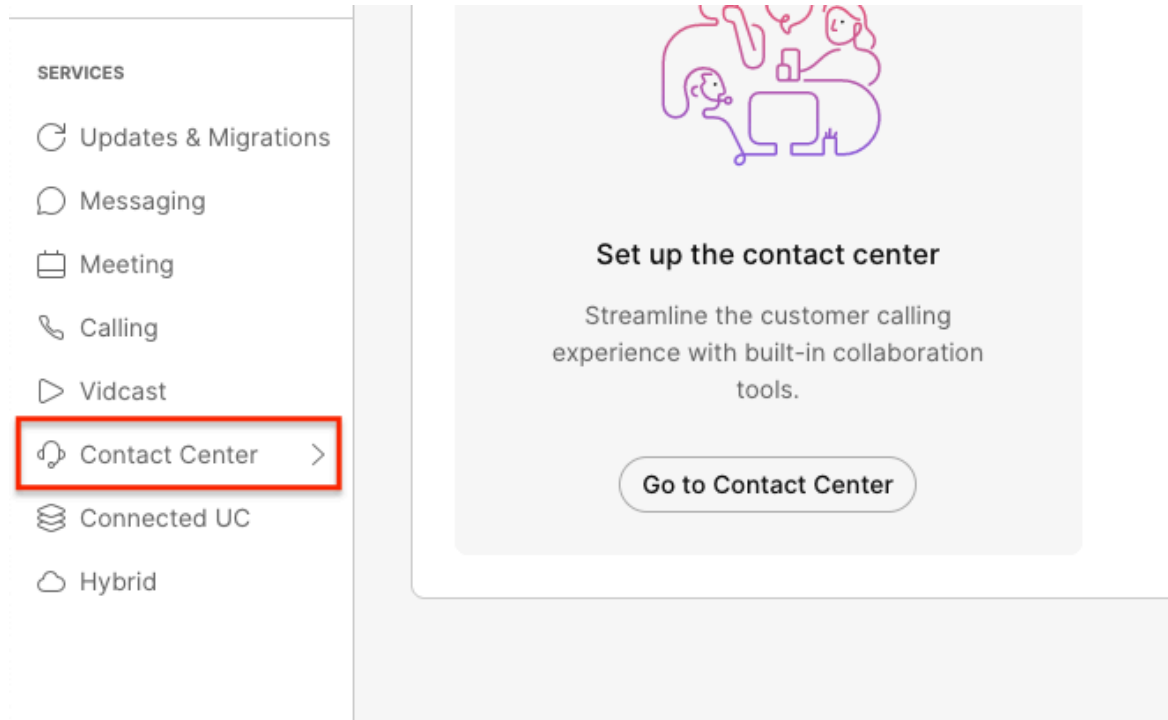 SERVICES
Updates & Migrations
Messaging
Meeting
Calling
Vidcast
Contact Center
Connected UC
Hybrid
Set up the contact center
Streamline the customer calling
experience with built-in collaboration
tools.
Go to Contact Center